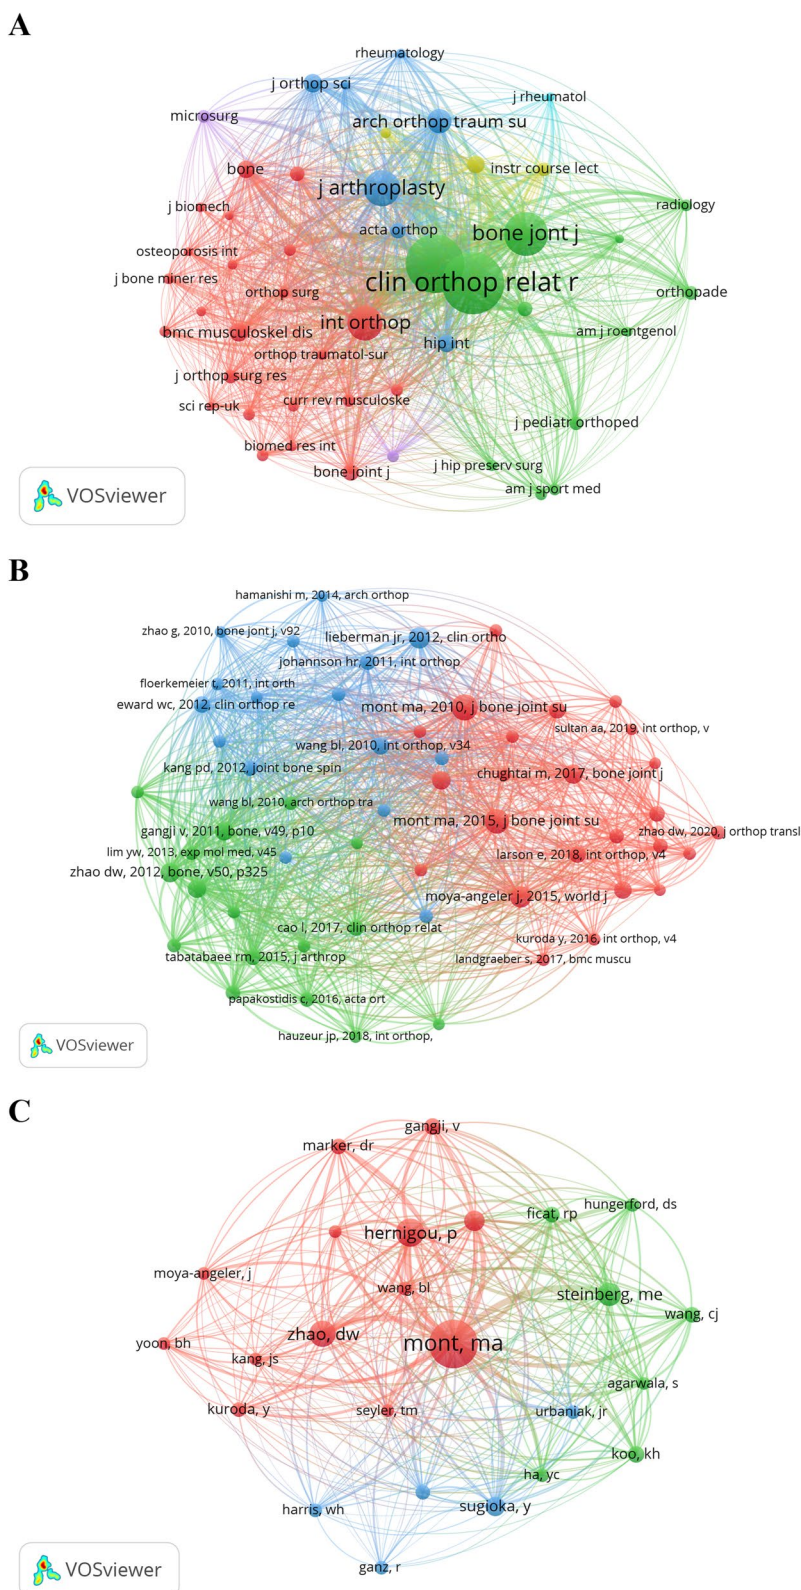 A
rheumatology
j orthop sci
j rheumatol
microsurg
arch orthop traum su
bone
instr course lect
j arthroplasty
j biomech
radiology
acta orthop
bone jont j
osteoporosis int
j bone miner res
clin orthop relat r
orthop surg
orthopade
int orthop
bmc musculoskel dis
am j roentgenol
hip int
orthop traumatol-sur
j orthop surg res
sci rep-uk
curr rev musculoske
j pediatr orthoped
biomed res int
bone joint j
j hip preserv surg
am j sport med
VOSviewer
B
hamanishi m, 2014, arch orthop
zhao g, 2010, bone jont j, v92
lieberman jr, 2012, clin ortho
johannson hr, 2011, int orthop
floerkemeier t, 2011, int orth
eward wc, 2012, clin orthop re
mont ma, 2010, j bone joint su
sultan aa, 2019, int orthop, v
wang bl, 2010, int orthop, v34
kang pd, 2012, joint bone spin
chughtai m, 2017, bone joint j
wang bl, 2010, arch orthop tra
mont ma, 2015, j bone joint su
gangji v, 2011, bone, v49, p10
zhao dw, 2020, j orthop transl
lim yw, 2013, exp mol med, v45
larson e, 2018, int orthop, v4
zhao dw, 2012, bone, v50, p325
moya-angeler j, 2015, world j
cao l, 2017, clin orthop relat
kuroda y, 2016, int orthop, v4
tabatabaee rm, 2015, j arthrop
landgraeber s, 2017, bmc muscu
papakostidis c, 2016, acta ort
hauzeur jp, 2018, int orthop,
VOSviewer
C
gangji, v
marker, dr
hungerford, ds
ficat, rp
hernigou, p
moya-angeler, j
wang, bl
steinberg, me
wang, cj
zhao, dw
mont, ma
yoon, bh
kang, js
agarwala, s
kuroda, y
seyler, tm
urbaniak, jr
koo, kh
ha, yc
harris, wh
sugioka, y
ganz, r
VOSviewer